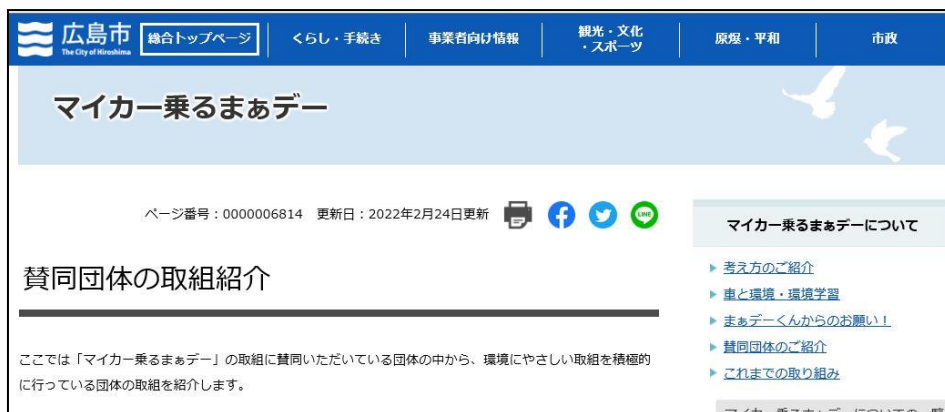 広島市
The City of Hiroshima
総合トップページ
くらし・手続き
事業者向け情報
観光・文化
・スポーツ
原爆・平和
市政
マイカー乗るまぁデー
ページ番号：0000006814 更新日：2022年2月24日更新
LINE
マイカー乗るまぁデーについて
賛同団体の取組紹介
考え方のご紹介
車と環境・環境学習
まぁデーくんからのお願い！
賛同団体のご紹介
これまでの取り組み
ここでは「マイカー乗るまぁデー」の取組に賛同いただいている団体の中から、環境にやさしい取組を積極的
に行っている団体の取組を紹介します。